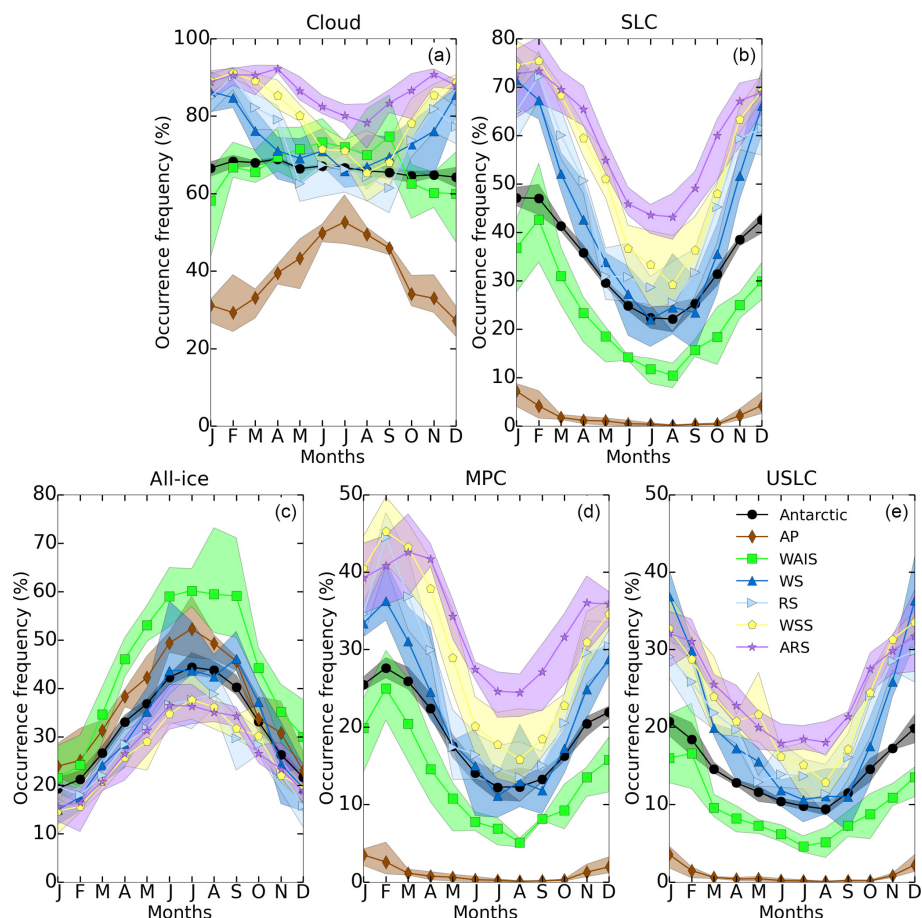 Cloud
(a)
Occurrence frequency (%)
100
80
60
40
20
0
J F M A M J J A S O N D
Months
SLC
(b)
Occurrence frequency (%)
80
70
60
50
40
30
20
10
0
J F M A M J J A S O N D
Months
All-ice
(c)
Occurrence frequency (%)
80
70
60
50
40
30
20
10
0
J F M A M J J A S O N D
Months
MPC
(d)
Occurrence frequency (%)
50
40
30
20
10
0
J F M A M J J A S O N D
Months
USLC
(e)
Antarctic
AP
WAIS
WS
RS
WSS
ARS
Occurrence frequency (%)
50
40
30
20
10
0
J F M A M J J A S O N D
Months